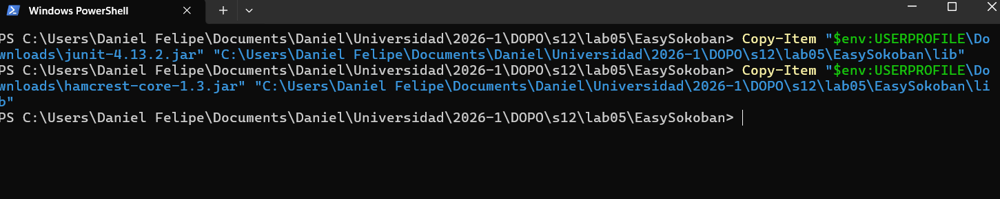 Windows PowerShell
PS C:\Users\Daniel Felipe\Documents\Daniel\Universidad\2026-1\DOPO\s12\lab05\EasySokoban> Copy-Item "$env:USERPROFILE\Do
wnloads\junit-4.13.2.jar" "C:\Users\Daniel Felipe\Documents\Daniel\Universidad\2026-1\DOPO\s12\lab05\EasySokoban\lib"
PS C:\Users\Daniel Felipe\Documents\Daniel\Universidad\2026-1\DOPO\s12\lab05\EasySokoban> Copy-Item "$env:USERPROFILE\Do
wnloads\hamcrest-core-1.3.jar" "C:\Users\Daniel Felipe\Documents\Daniel\Universidad\2026-1\DOPO\s12\lab05\EasySokoban\li
b"
PS C:\Users\Daniel Felipe\Documents\Daniel\Universidad\2026-1\DOPO\s12\lab05\EasySokoban>